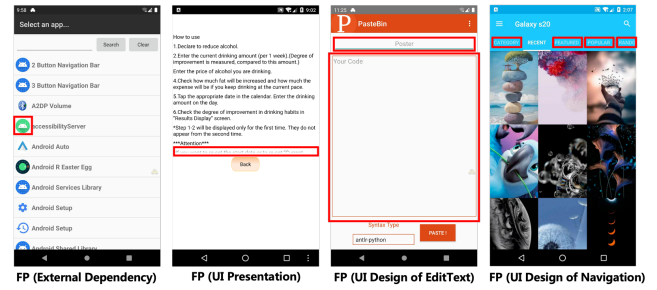 9:58
Select an app...
Search
Clear
2 Button Navigation Bar
3 Button Navigation Bar
A2DP Volume
accessibilityServer
Android Auto
Android R Easter Egg
Android Services Library
Android Setup
Android Setup
Android Shared Library
FP (External Dependency)
9:02
How to use
1.Declare to reduce alcohol.
2.Enter the current drinking amount (per 1 week).(Degree of
improvement is measured, compared to this amount.)
Enter the price of alcohol you are drinking.
4.Check how much fat will be increased and how much the
expense will be if you keep drinking at the current pace.
5.Tap the appropriate date in the calendar. Enter the drinking
amount on the day.
6.Check the degree of improvement in drinking habits in
"Results Display" screen.
*Step 1-2 will be displayed only for the first time. They do not
appear from the second time.
***Attention***
Back
FP (UI Presentation)
11:25
P
PasteBin
Poster
Your Code
Syntax Type
antlr-python
PASTE!
FP (UI Design of EditText)
2:07
Galaxy s20
CATEGORY
RECENT
FEATURED
POPULAR
FP (UI Design of Navigation)